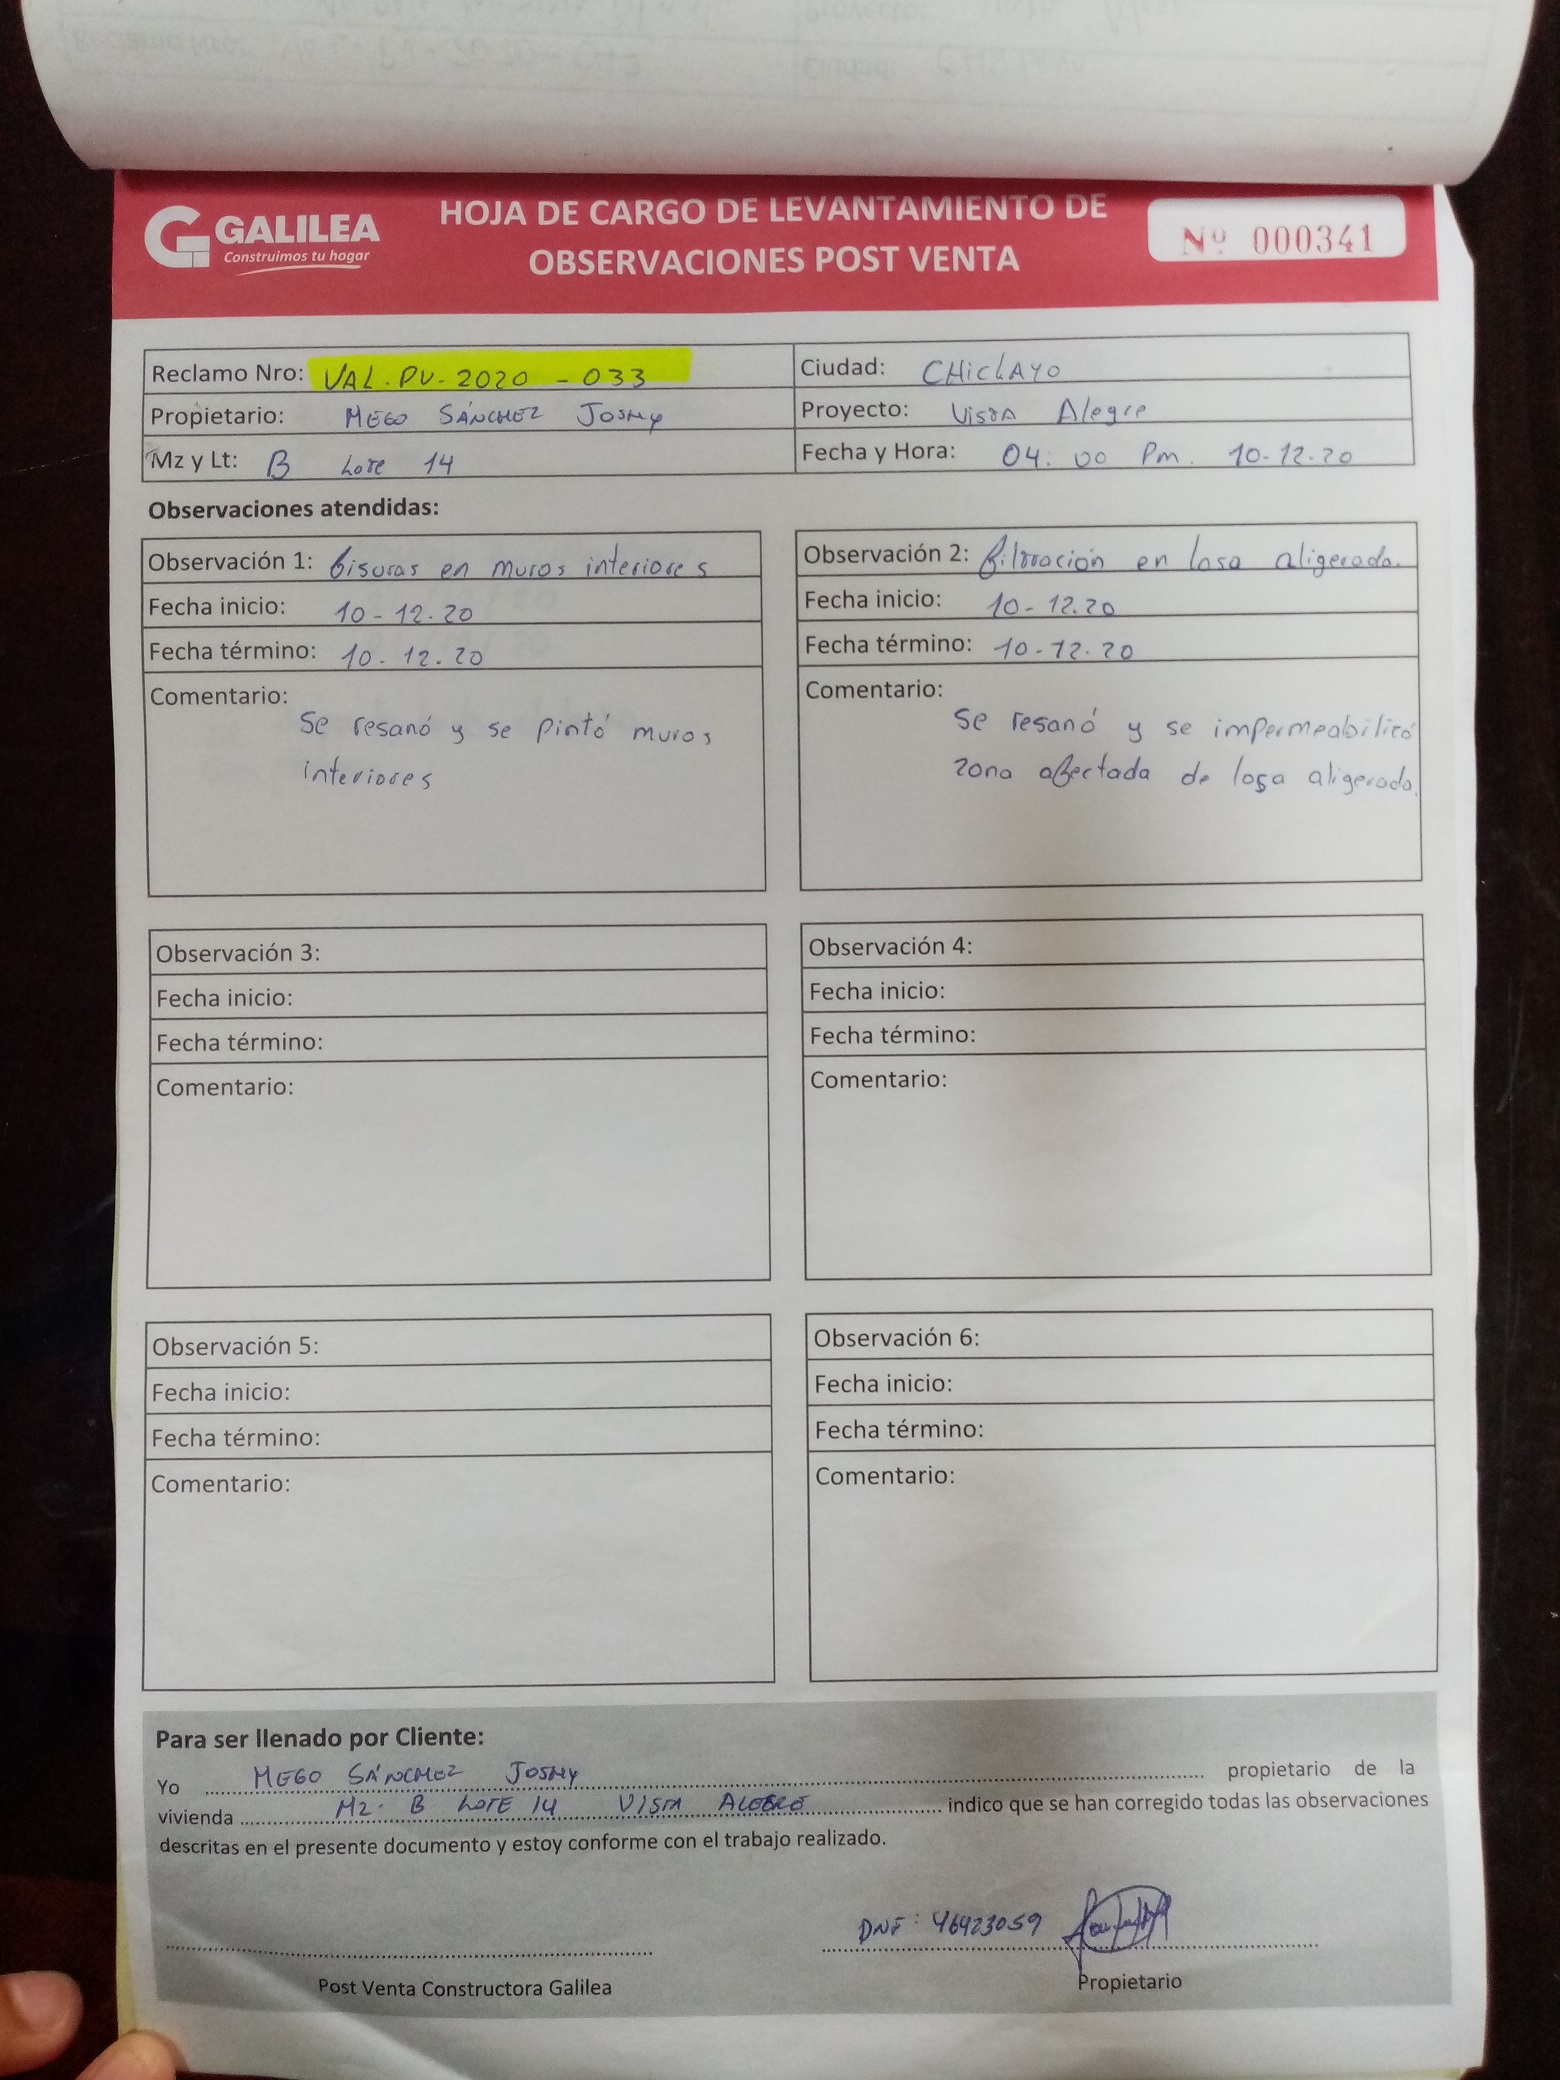 GALILEA
Construimos tu hogar
HOJA DE CARGO DE LEVANTAMIENTO DE
OBSERVACIONES POST VENTA
Nº 000341
Reclamo Nro: VAL.PV-2020-033
Ciudad: CHiclAYO
Propietario: MEGO SÁNCHEZ JOSMY
Proyecto: Vista Alegre
Mz y Lt: B Lote 14
Fecha y Hora: 04:00 Pm. 10-12.20
Observaciones atendidas:
Observación 1: fisuras en muros interiores
Fecha inicio: 10-12.20
Fecha término: 10.12.20
Comentario:
Se resanó y se pintó muros
interiores
Observación 2: filtración en losa aligerada.
Fecha inicio: 10-12.20
Fecha término: 10-12.20
Comentario:
Se resanó y se impermeabilizó
zona afectada de losa aligerada.
Observación 3:
Fecha inicio:
Fecha término:
Comentario:
Observación 4:
Fecha inicio:
Fecha término:
Comentario:
Observación 5:
Fecha inicio:
Fecha término:
Comentario:
Observación 6:
Fecha inicio:
Fecha término:
Comentario:
Para ser llenado por Cliente:
Yo MEGO SÁNCHEZ JOSMY propietario de la
vivienda MZ. B LOTE 14 VISTA ALEGRE indico que se han corregido todas las observaciones
descritas en el presente documento y estoy conforme con el trabajo realizado.
DNI: 46423059
Post Venta Constructora Galilea
Propietario